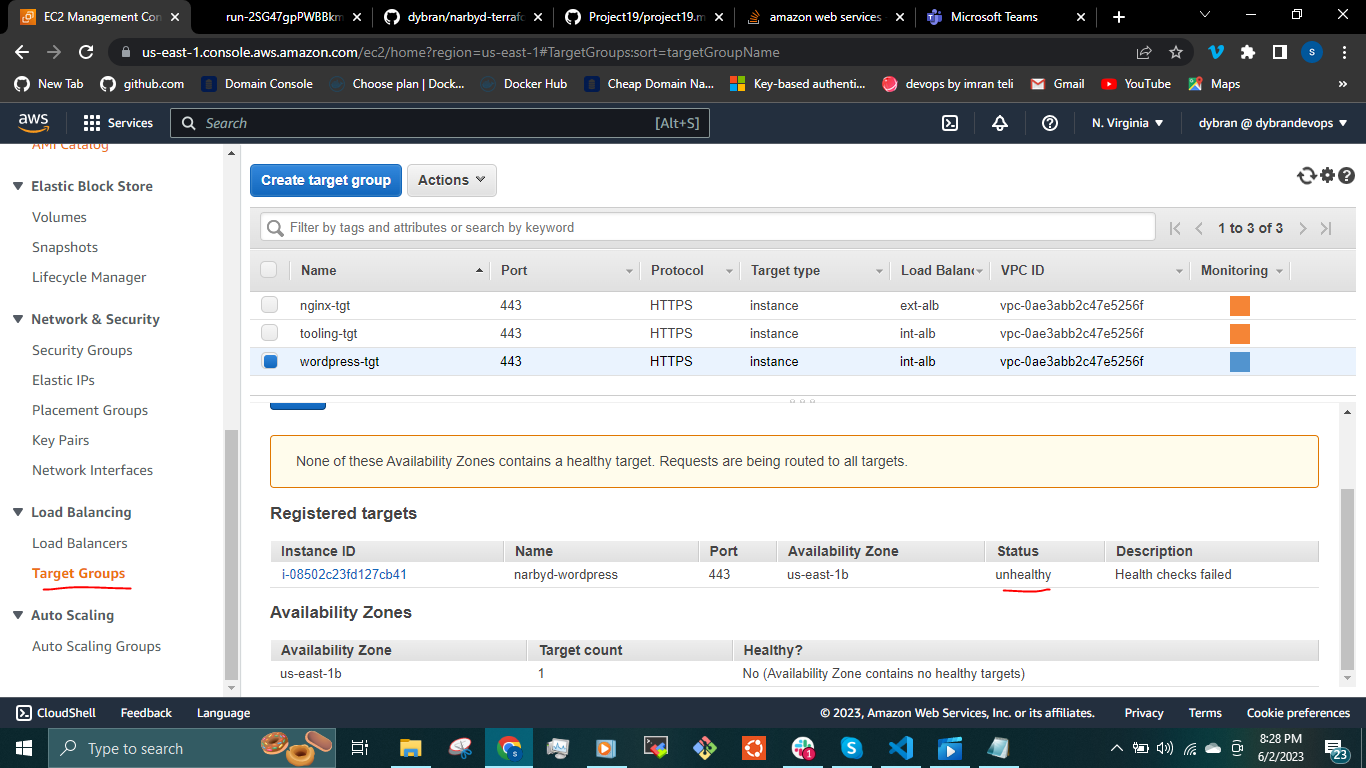 EC2 Management Con
run-2SG47gpPWBBkm
dybran/narbyd-terrafo
Project19/project19.m
amazon web services
Microsoft Teams
us-east-1.console.aws.amazon.com/ec2/home?region=us-east-1#TargetGroups:sort=targetGroupName
S
New Tab
github.com
Domain Console
Choose plan | Dock...
Docker Hub
Cheap Domain Na...
Key-based authenti...
devops by imran teli
Gmail
YouTube
Maps
»
aws
Services
Search
[Alt+S]
N. Virginia
dybran @ dybrandevops
AMI Catalog
Elastic Block Store
Volumes
Snapshots
Lifecycle Manager
Network & Security
Security Groups
Elastic IPs
Placement Groups
Key Pairs
Network Interfaces
Load Balancing
Load Balancers
Target Groups
Auto Scaling
Auto Scaling Groups
Create target group
Actions
Filter by tags and attributes or search by keyword
1 to 3 of 3
Name Port Protocol Target type Load Balanc VPC ID Monitoring
nginx-tgt 443 HTTPS instance ext-alb vpc-0ae3abb2c47e5256f
tooling-tgt 443 HTTPS instance int-alb vpc-0ae3abb2c47e5256f
wordpress-tgt 443 HTTPS instance int-alb vpc-0ae3abb2c47e5256f
None of these Availability Zones contains a healthy target. Requests are being routed to all targets.
Registered targets
Instance ID Name Port Availability Zone Status Description
i-08502c23fd127cb41 narbyd-wordpress 443 us-east-1b unhealthy Health checks failed
Availability Zones
Availability Zone Target count Healthy?
us-east-1b 1 No (Availability Zone contains no healthy targets)
CloudShell
Feedback
Language
© 2023, Amazon Web Services, Inc. or its affiliates.
Privacy
Terms
Cookie preferences
Type to search
8:28 PM
6/2/2023
23